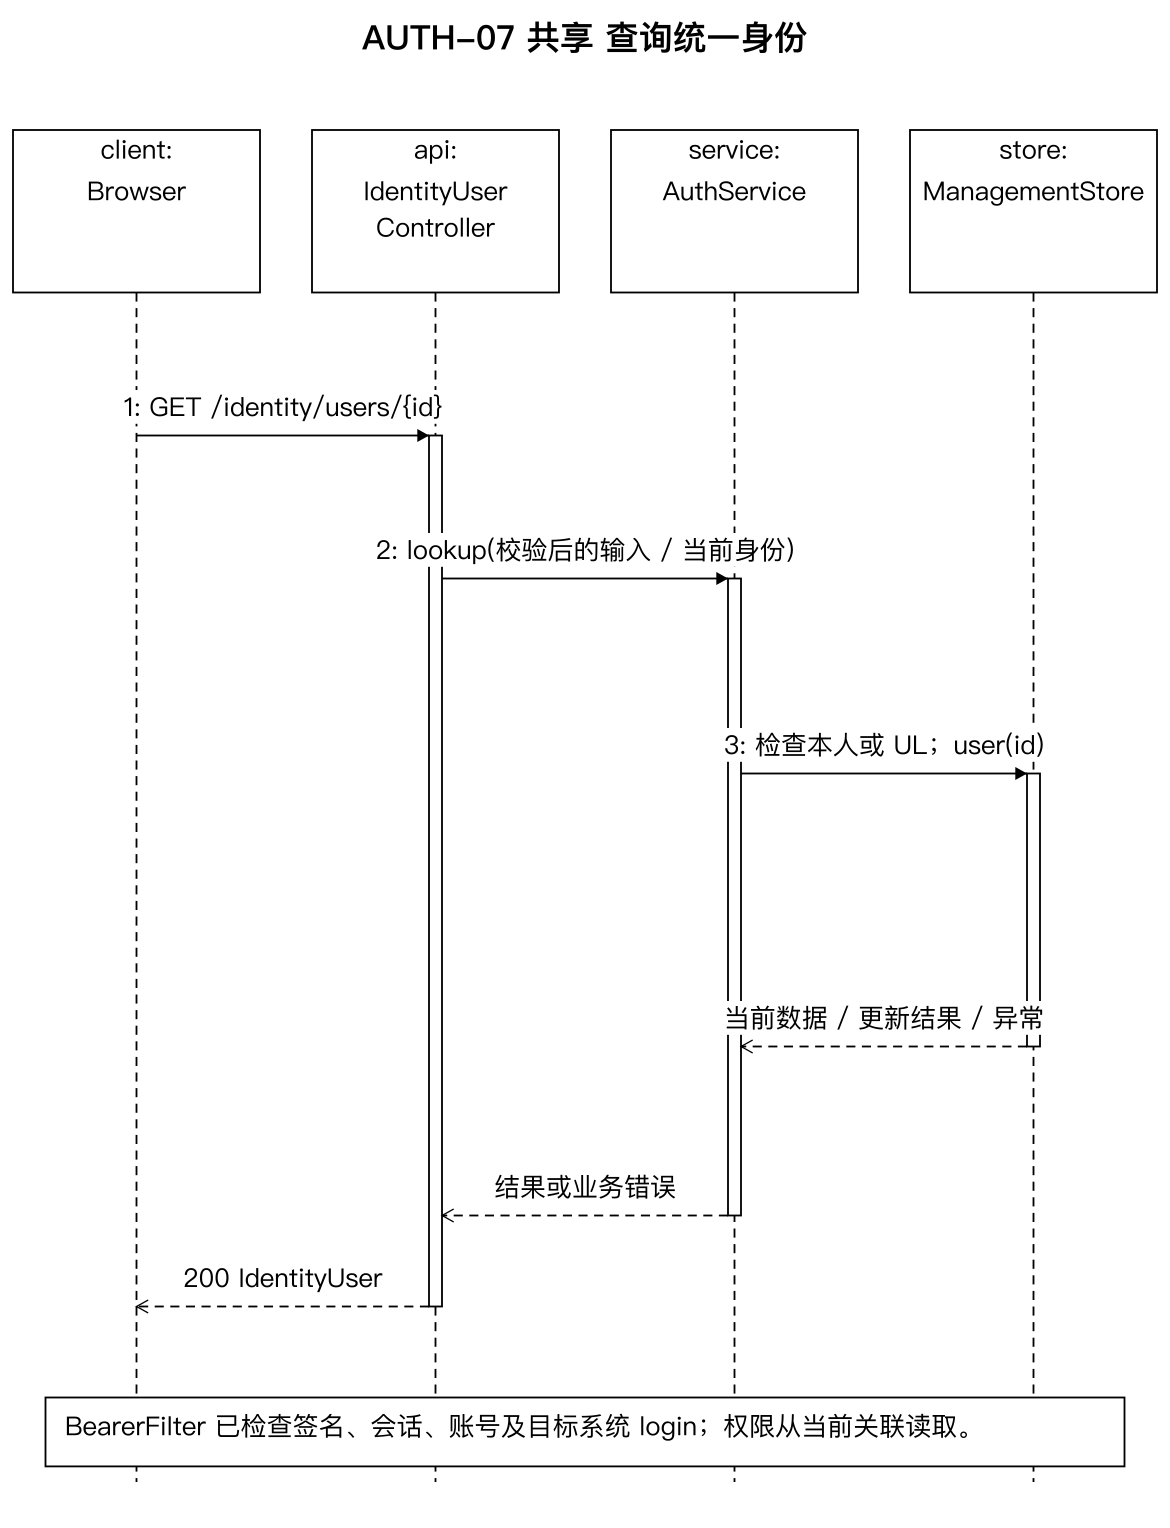 AUTH-07 共享 查询统一身份
client:
Browser
api:
IdentityUser
Controller
service:
AuthService
store:
ManagementStore
1: GET /identity/users/{id}
2: lookup(校验后的输入 / 当前身份)
3: 检查本人或 UL；user(id)
当前数据 / 更新结果 / 异常
结果或业务错误
200 IdentityUser
BearerFilter 已检查签名、会话、账号及目标系统 login；权限从当前关联读取。